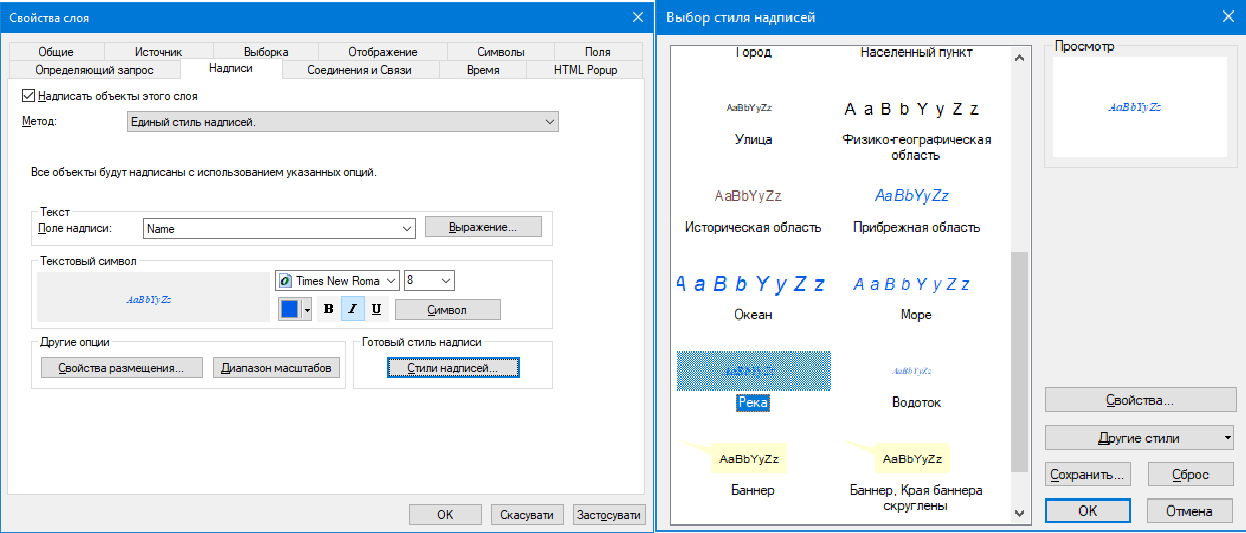 Свойства слоя
Общие Источник Выборка Отображение Символы Поля
Определяющий запрос Надписи Соединения и Связи Время HTML Popup
Надписать объекты этого слоя
Метод: Единый стиль надписей.
Все объекты будут надписаны с использованием указанных опций.
Текст
Поле надписи: Name Выражение...
Текстовый символ
AaBbYyZz Times New Roma 8
B I U Символ
Другие опции Готовый стиль надписи
Свойства размещения... Диапазон масштабов Стили надписей...
OK Скасувати Застосувати
Выбор стиля надписей
Город Населенный пункт
AaBbYyZz AaBbYyZz
Улица Физико-географическая
область
AaBbYyZz AaBbYyZz
Историческая область Прибрежная область
AaBbYyZz AaBbYyZz
Океан Море
AaBbYyZz AaBbYyZz
Река Водоток
AaBbYyZz AaBbYyZz
Баннер Баннер, Края баннера
скруглены
Просмотр
AaBbYyZz
Свойства...
Другие стили
Сохранить... Сброс
OK Отмена